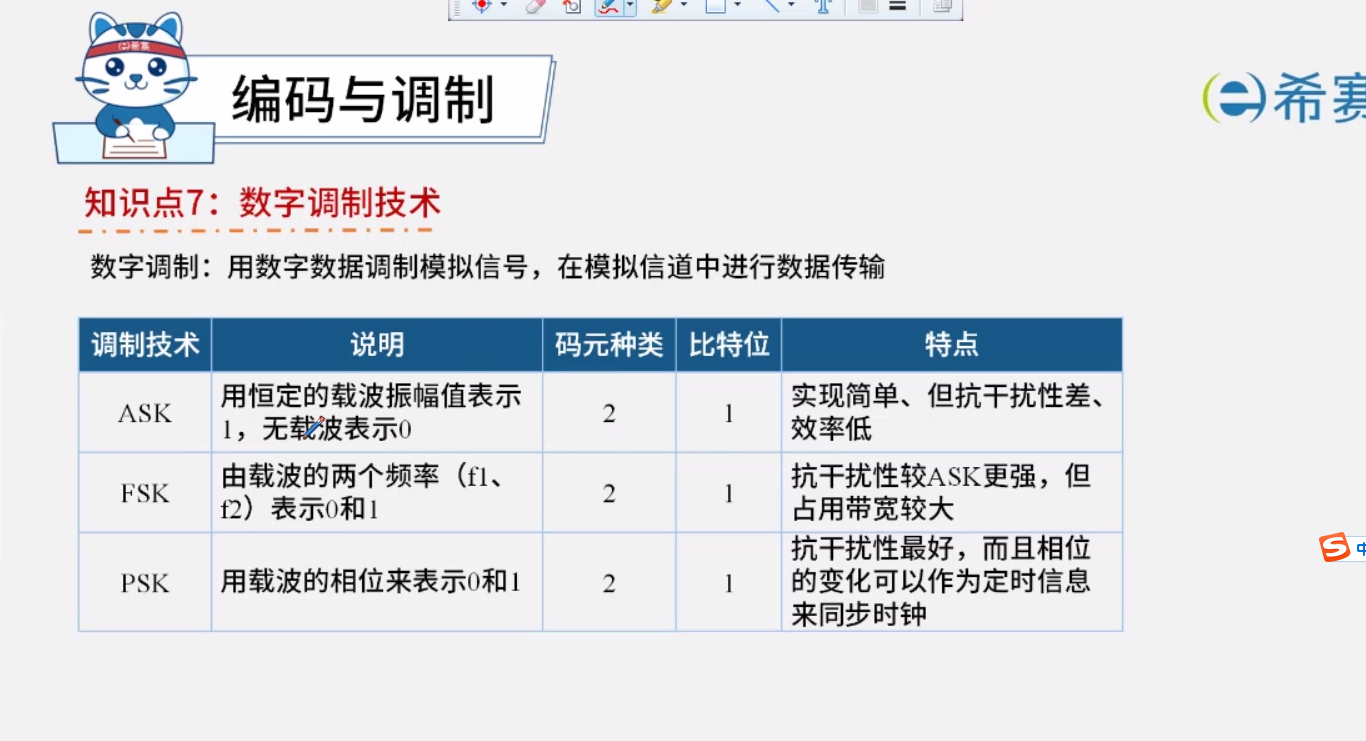 希赛
编码与调制
希赛
知识点7：数字调制技术
数字调制：用数字数据调制模拟信号，在模拟信道中进行数据传输
调制技术 说明 码元种类 比特位 特点
ASK 用恒定的载波振幅值表示 2 1 实现简单、但抗干扰性差、
1，无载波表示0 效率低
FSK 由载波的两个频率（f1、 2 1 抗干扰性较ASK更强，但
f2）表示0和1 占用带宽较大
PSK 用载波的相位来表示0和1 2 1 抗干扰性最好，而且相位
的变化可以作为定时信息
来同步时钟
中